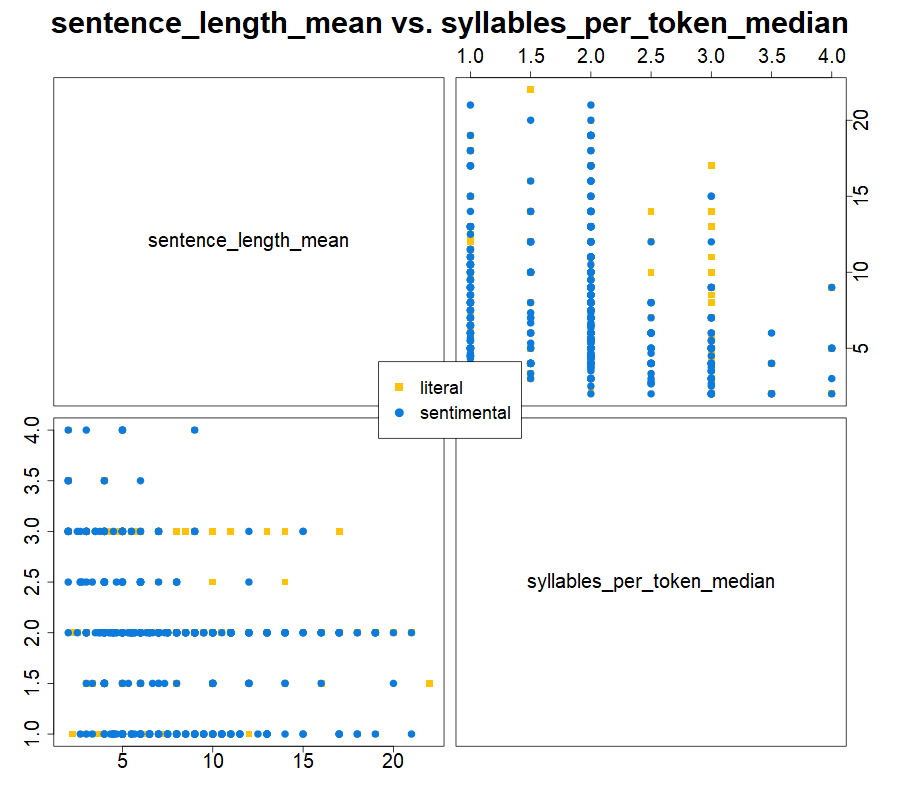 sentence_length_mean vs. syllables_per_token_median
1.0 1.5 2.0 2.5 3.0 3.5 4.0
sentence_length_mean
20
15
10
5
literal
sentimental
4.0
3.5
3.0
2.5
2.0
1.5
1.0
syllables_per_token_median
5 10 15 20